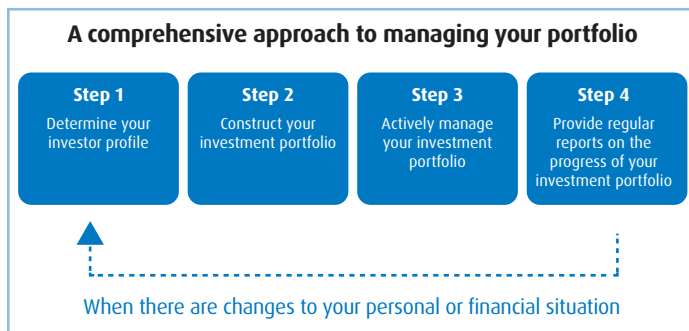 A comprehensive approach to managing your portfolio
Step 1
Determine your
investor profile
Step 2
Construct your
investment portfolio
Step 3
Actively manage
your investment
portfolio
Step 4
Provide regular
reports on the
progress of your
investment portfolio
When there are changes to your personal or financial situation